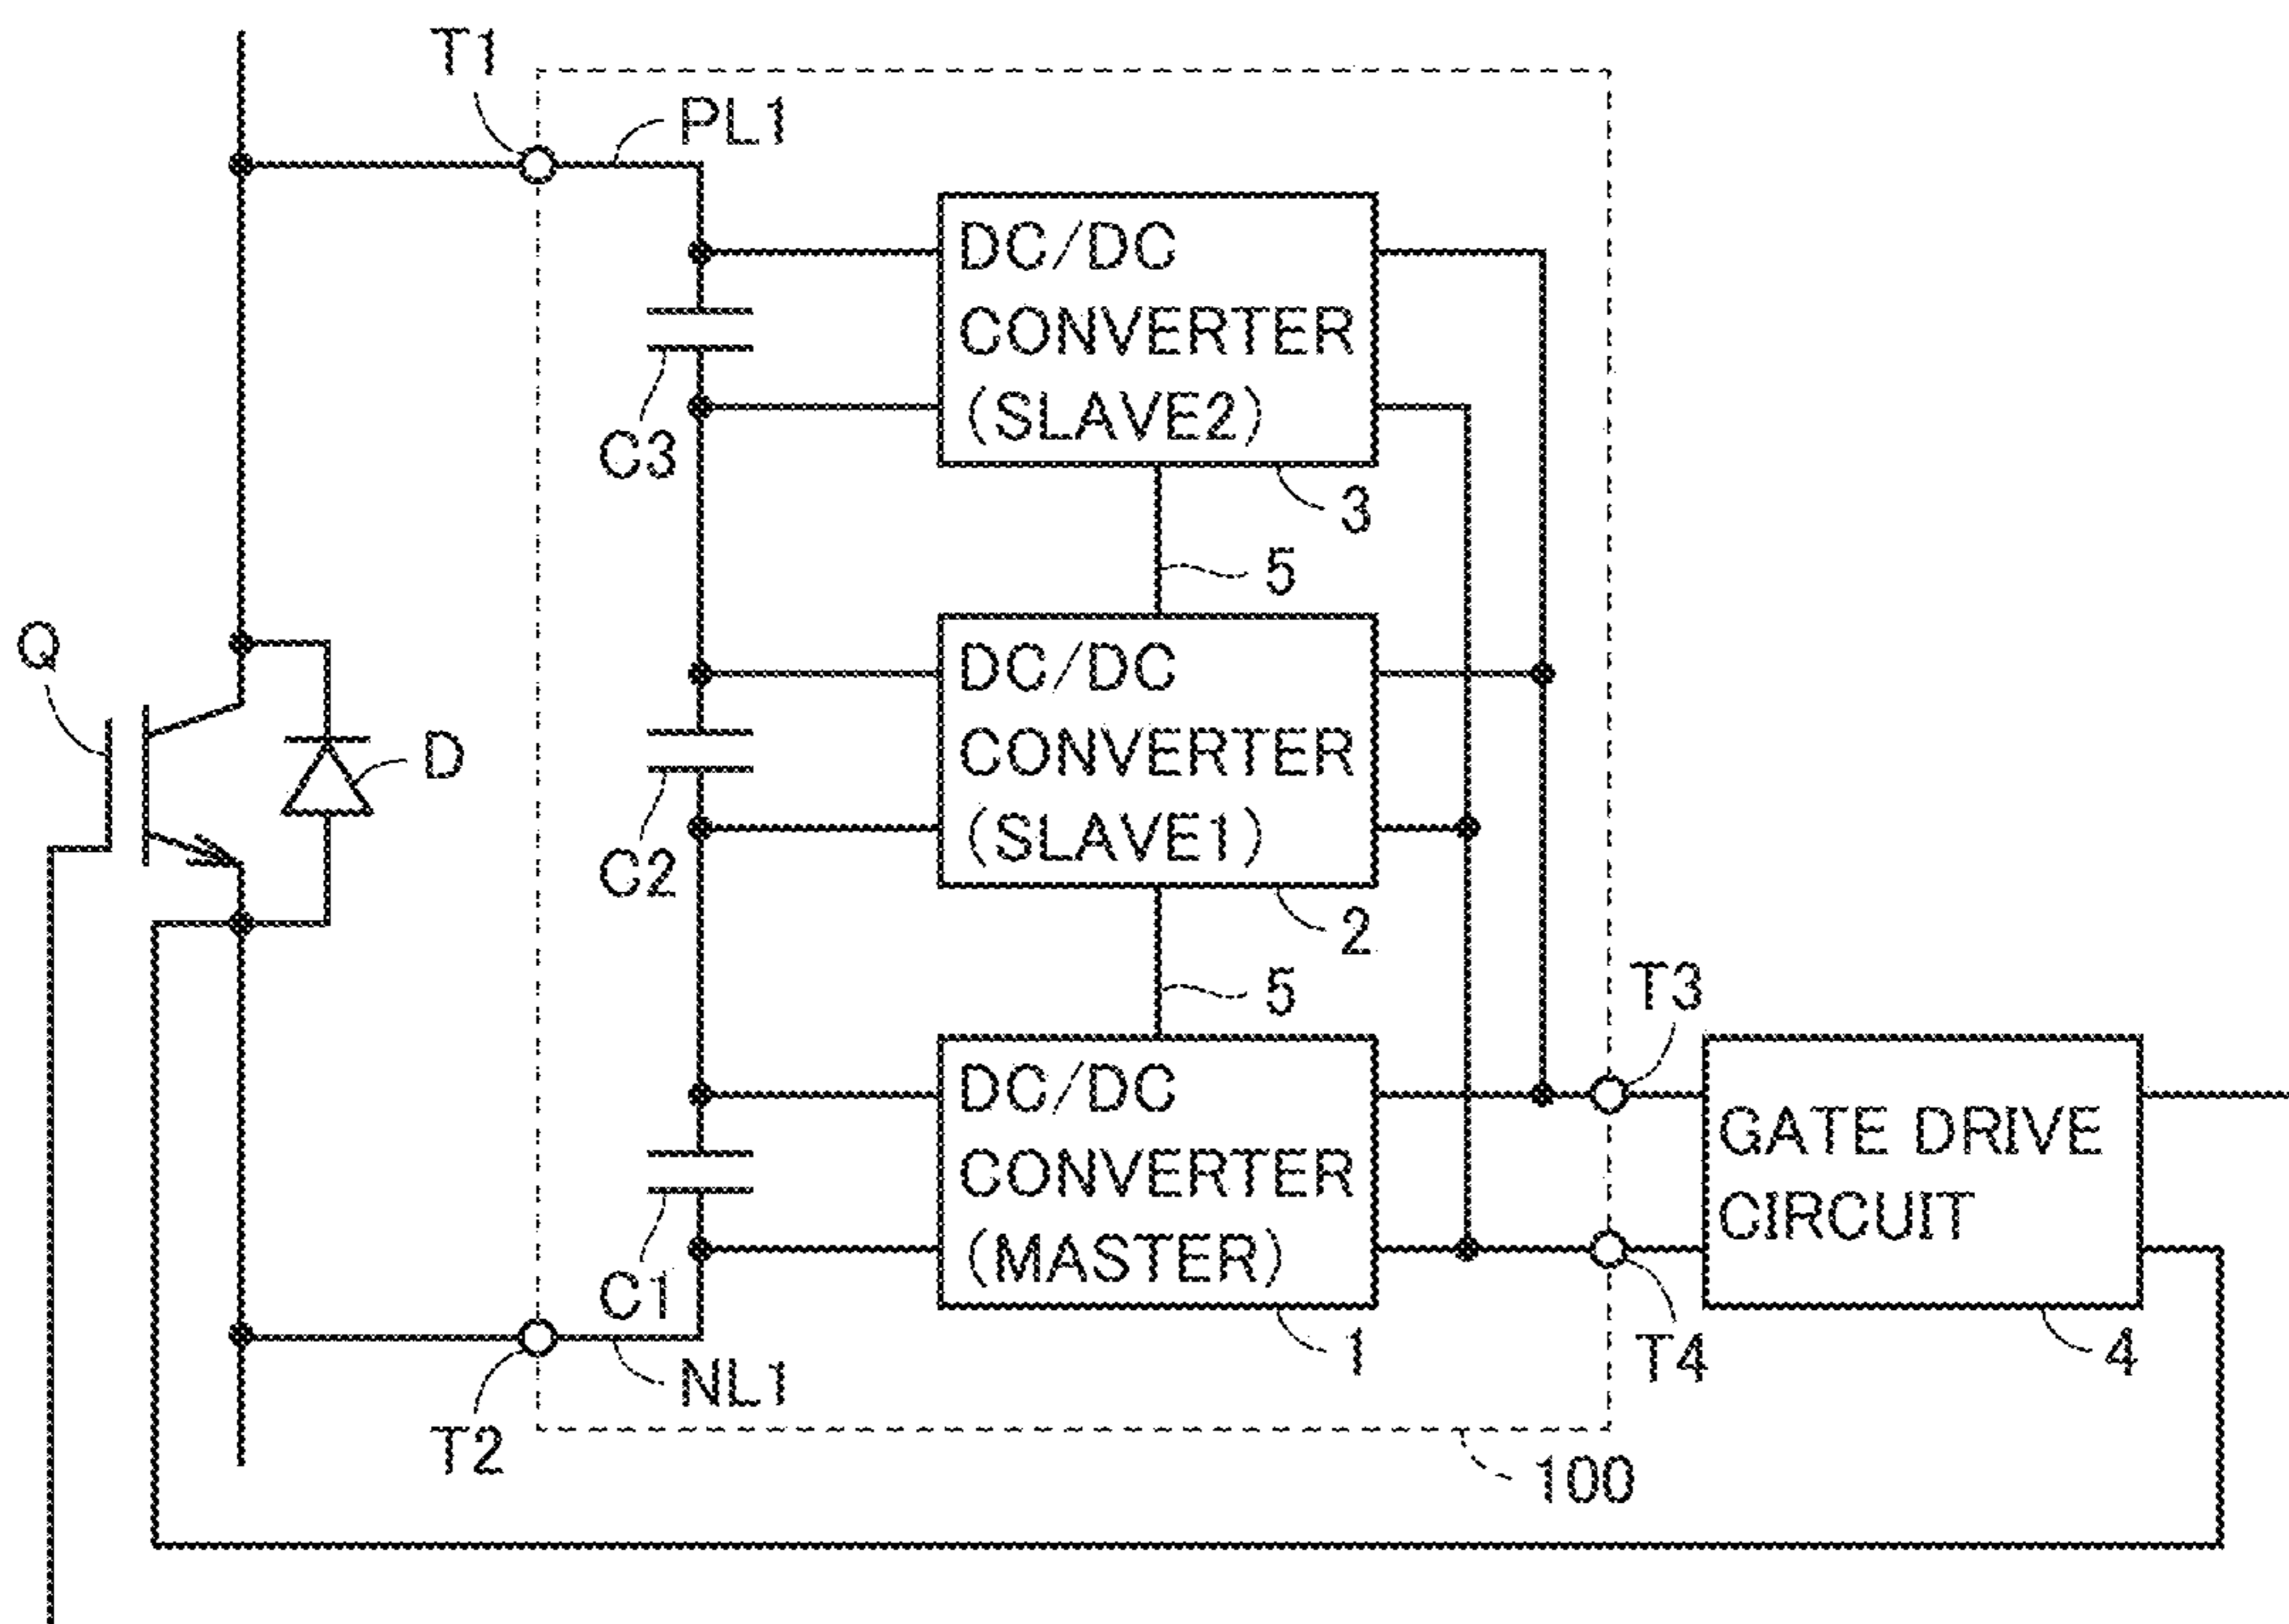 T1
PL1
DC/DC
CONVERTER
(SLAVE2)
C3
3
5
Q
DC/DC
CONVERTER
(SLAVE1)
D
C2
2
5
T3
DC/DC
CONVERTER
(MASTER)
GATE DRIVE
CIRCUIT
C1
1
T4
4
NL1
T2
100